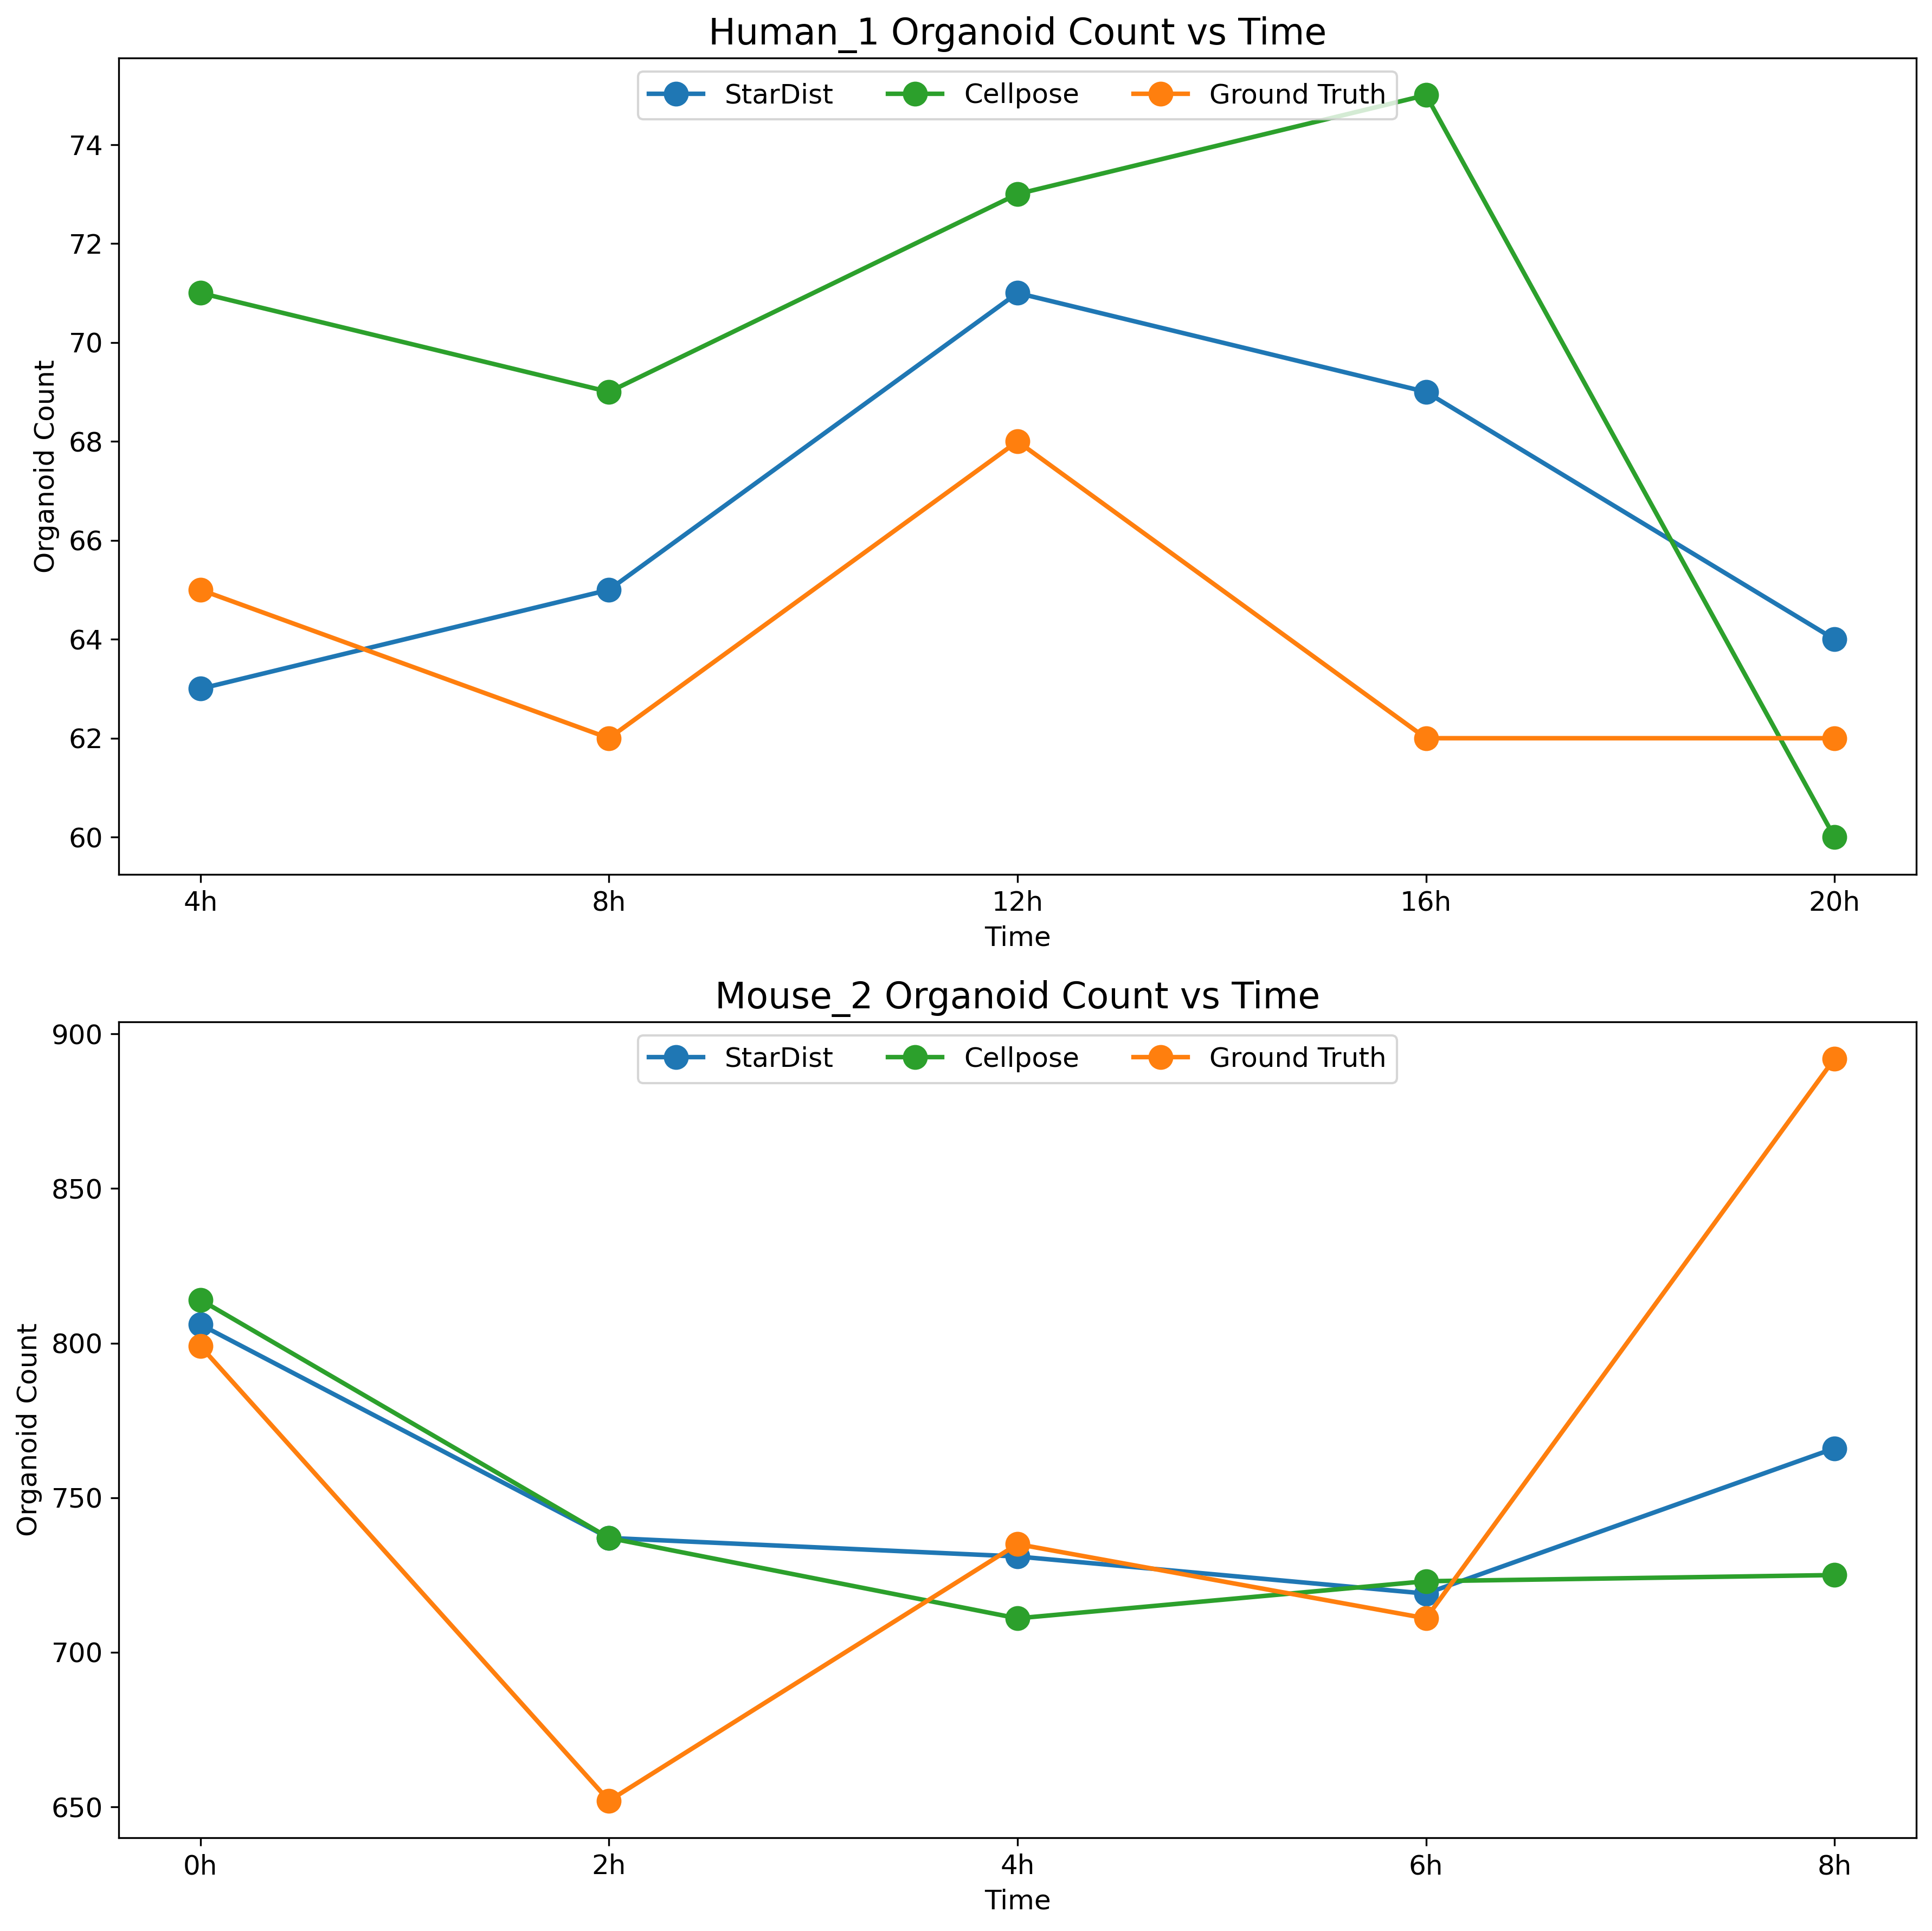 Human_1 Organoid Count vs Time
StarDist Cellpose Ground Truth
74
72
70
68
66
64
62
60
Organoid Count
4h 8h 12h 16h 20h
Time
Mouse_2 Organoid Count vs Time
StarDist Cellpose Ground Truth
900
850
800
750
700
650
Organoid Count
0h 2h 4h 6h 8h
Time